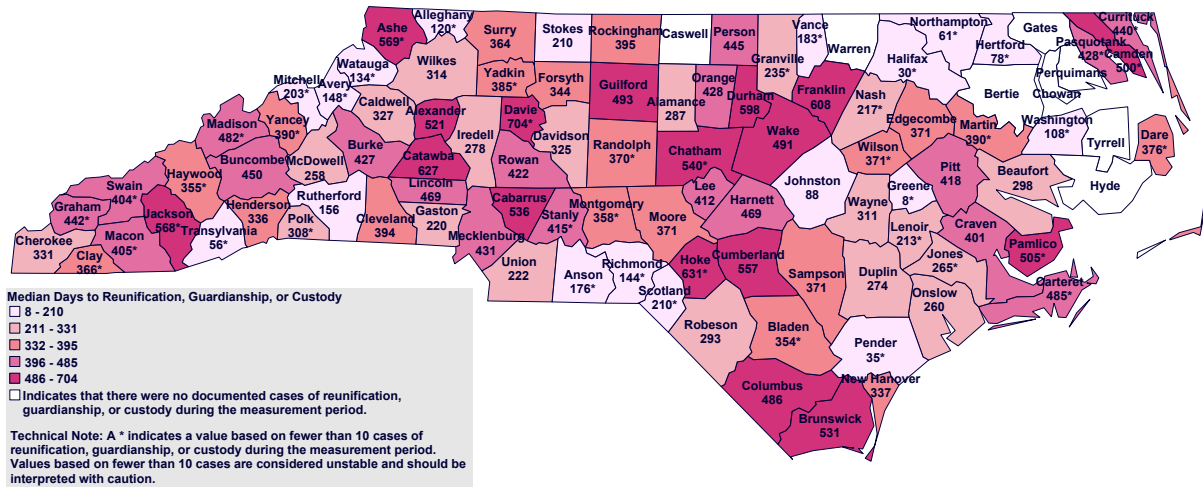 Alleghany
120*
Ashe
569*
Surry
364
Stokes
210
Rockingham
395
Caswell
Person
445
Vance
183*
Warren
Northampton
61*
Gates
Currituck
440*
Pasquotank
428*
Camden
500*
Hertford
78*
Halifax
30*
Granville
235*
Watauga
134*
Wilkes
314
Yadkin
385*
Forsyth
344
Guilford
493
Alamance
287
Orange
428
Durham
598
Franklin
608
Nash
217*
Edgecombe
371
Bertie
Perquimans
Chowan
Mitchell
203*
Avery
148*
Caldwell
327
Alexander
521
Iredell
278
Davie
704*
Davidson
325
Randolph
370*
Chatham
540*
Wake
491
Wilson
371*
Martin
390*
Washington
108*
Tyrrell
Dare
376*
Madison
482*
Yancey
390*
McDowell
258
Burke
427
Catawba
627
Rowan
422
Johnston
88
Greene
8*
Pitt
418
Beaufort
298
Hyde
Haywood
355*
Buncombe
450
Rutherford
156
Lincoln
469
Cabarrus
536
Stanly
415*
Montgomery
358*
Moore
371
Lee
412
Harnett
469
Wayne
311
Lenoir
213*
Craven
401
Pamlico
505*
Swain
404*
Graham
442*
Jackson
568*
Transylvania
56*
Henderson
336
Polk
308*
Cleveland
394
Gaston
220
Mecklenburg
431
Cherokee
331
Clay
366*
Macon
405*
Union
222
Anson
176*
Richmond
144*
Scotland
210*
Hoke
631*
Cumberland
557
Sampson
371
Duplin
274
Jones
265*
Onslow
260
Carteret
485*
Robeson
293
Bladen
354*
Pender
35*
New Hanover
337
Columbus
486
Brunswick
531
Median Days to Reunification, Guardianship, or Custody
8 - 210
211 - 331
332 - 395
396 - 485
486 - 704
Indicates that there were no documented cases of reunification,
guardianship, or custody during the measurement period.
Technical Note: A * indicates a value based on fewer than 10 cases of
reunification, guardianship, or custody during the measurement period.
Values based on fewer than 10 cases are considered unstable and should be
interpreted with caution.